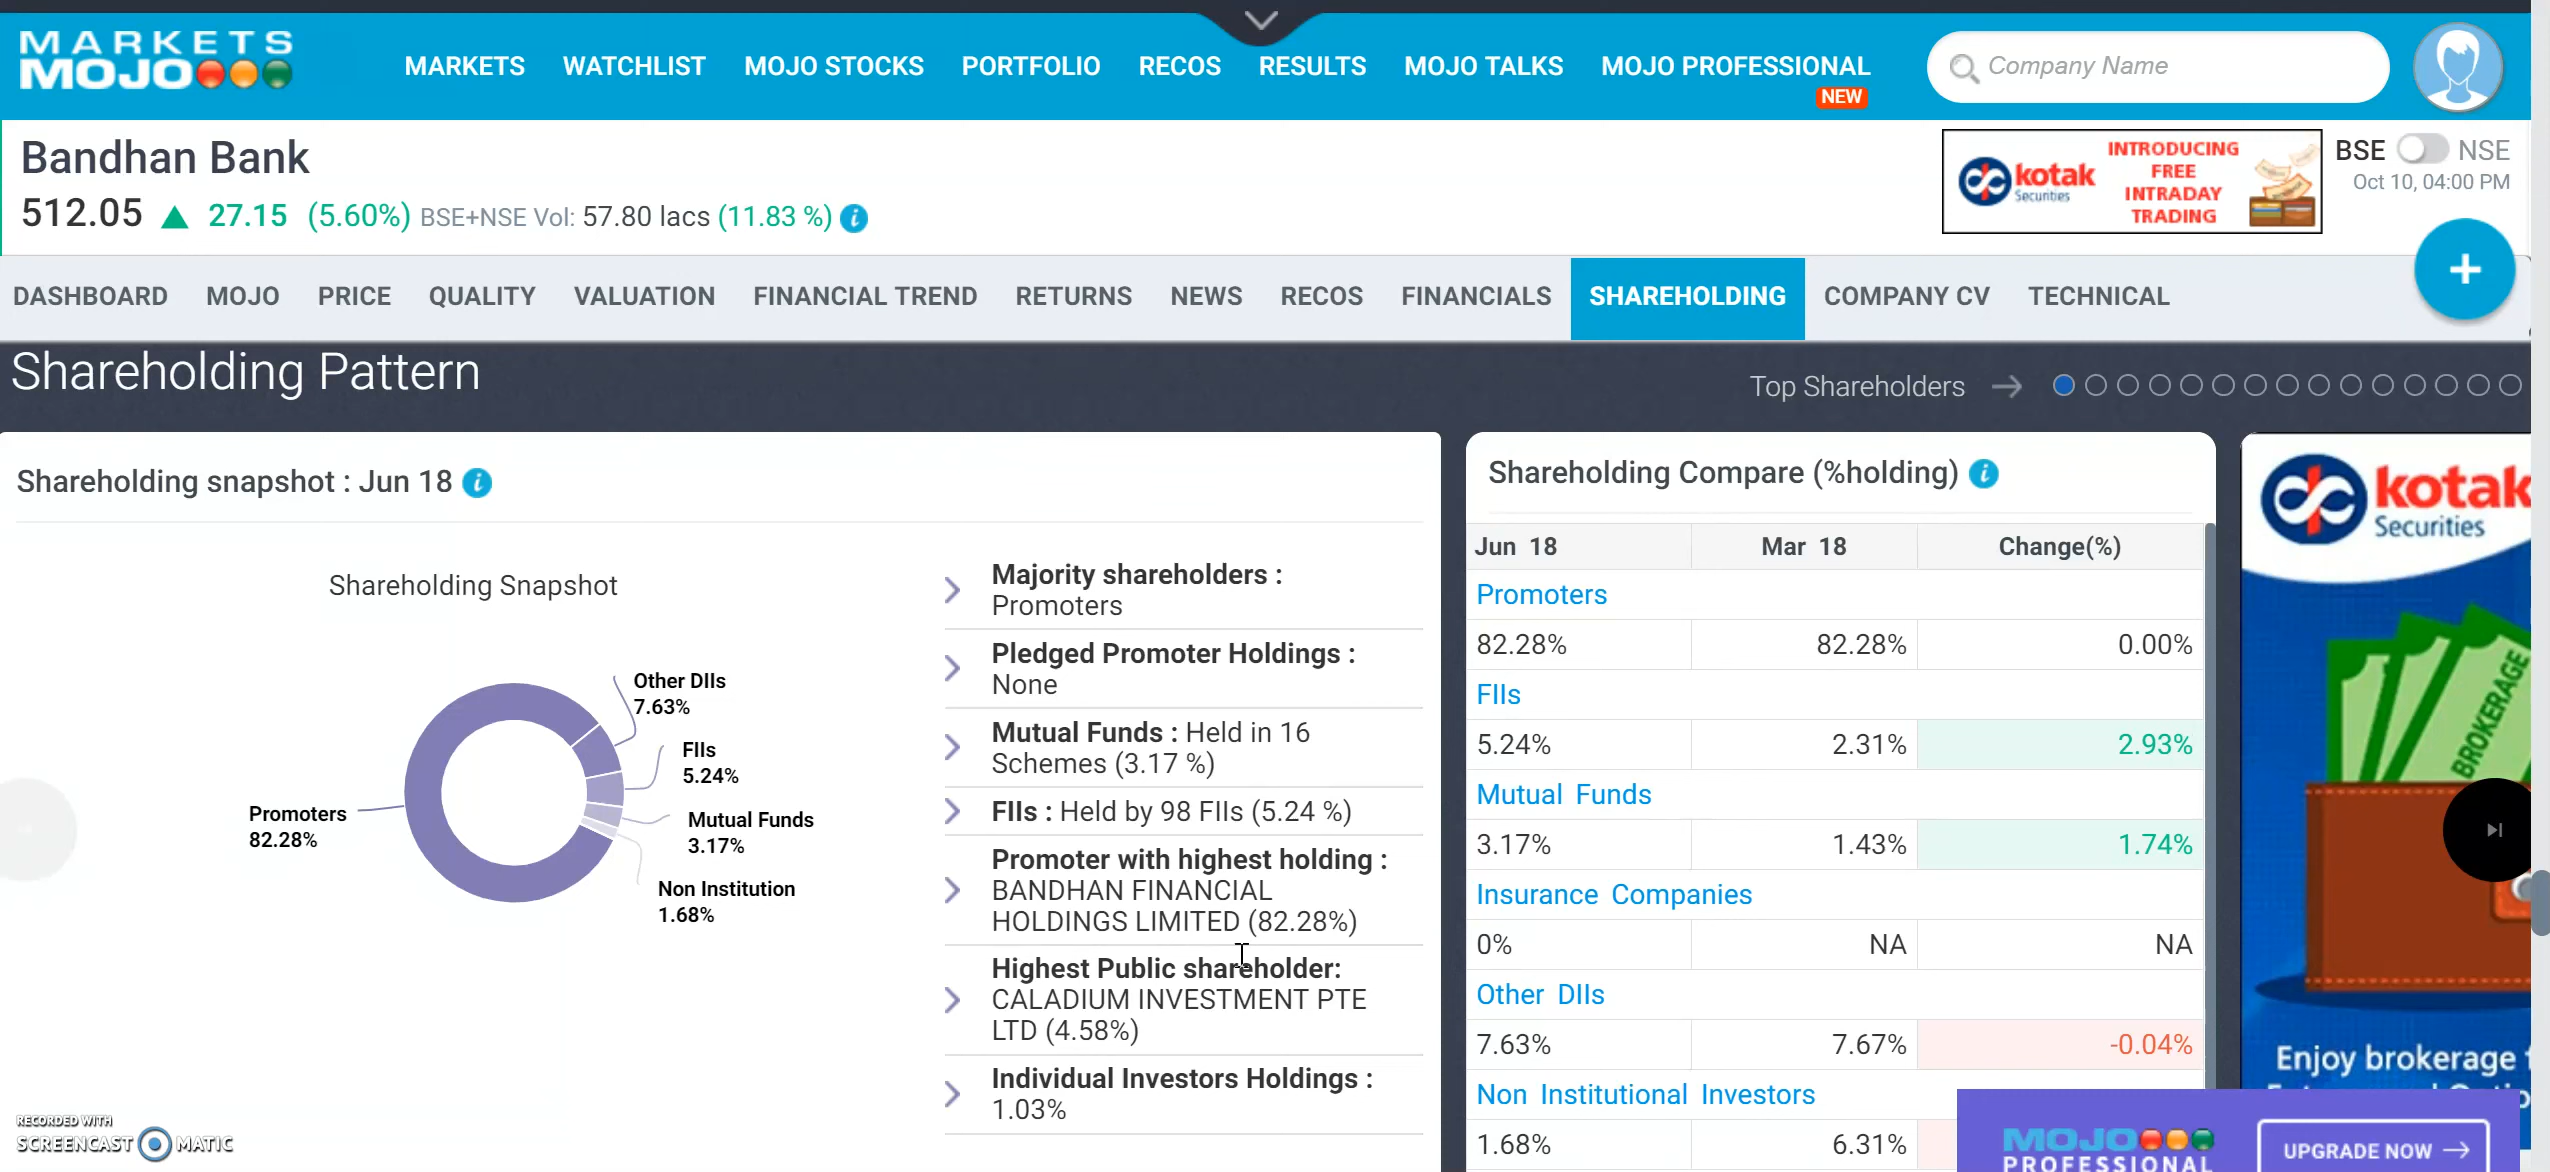 MARKETS
MOJO
MARKETS WATCHLIST MOJO STOCKS PORTFOLIO RECOS RESULTS MOJO TALKS MOJO PROFESSIONAL
NEW
Company Name
Bandhan Bank
512.05 ▲ 27.15 (5.60%) BSE+NSE Vol: 57.80 lacs (11.83 %) i
kotak
Securities
INTRODUCING
FREE
INTRADAY
TRADING
BSE NSE
Oct 10, 04:00 PM
+
DASHBOARD MOJO PRICE QUALITY VALUATION FINANCIAL TREND RETURNS NEWS RECOS FINANCIALS SHAREHOLDING COMPANY CV TECHNICAL
Shareholding Pattern
Top Shareholders →
Shareholding snapshot : Jun 18 i
Shareholding Snapshot
Other DIIs
7.63%
FIIs
5.24%
Promoters
82.28%
Mutual Funds
3.17%
Non Institution
1.68%
Majority shareholders :
Promoters
Pledged Promoter Holdings :
None
Mutual Funds : Held in 16
Schemes (3.17 %)
FIIs : Held by 98 FIIs (5.24 %)
Promoter with highest holding :
BANDHAN FINANCIAL
HOLDINGS LIMITED (82.28%)
Highest Public shareholder:
CALADIUM INVESTMENT PTE
LTD (4.58%)
Individual Investors Holdings :
1.03%
Shareholding Compare (%holding) i
Jun 18 Mar 18 Change(%)
Promoters
82.28% 82.28% 0.00%
FIIs
5.24% 2.31% 2.93%
Mutual Funds
3.17% 1.43% 1.74%
Insurance Companies
0% NA NA
Other DIIs
7.63% 7.67% -0.04%
Non Institutional Investors
1.68% 6.31%
kotak
Securities
BROKERAGE
Enjoy brokerage
MOJO
PROFESSIONAL
UPGRADE NOW →
RECORDED WITH
SCREENCAST MATIC